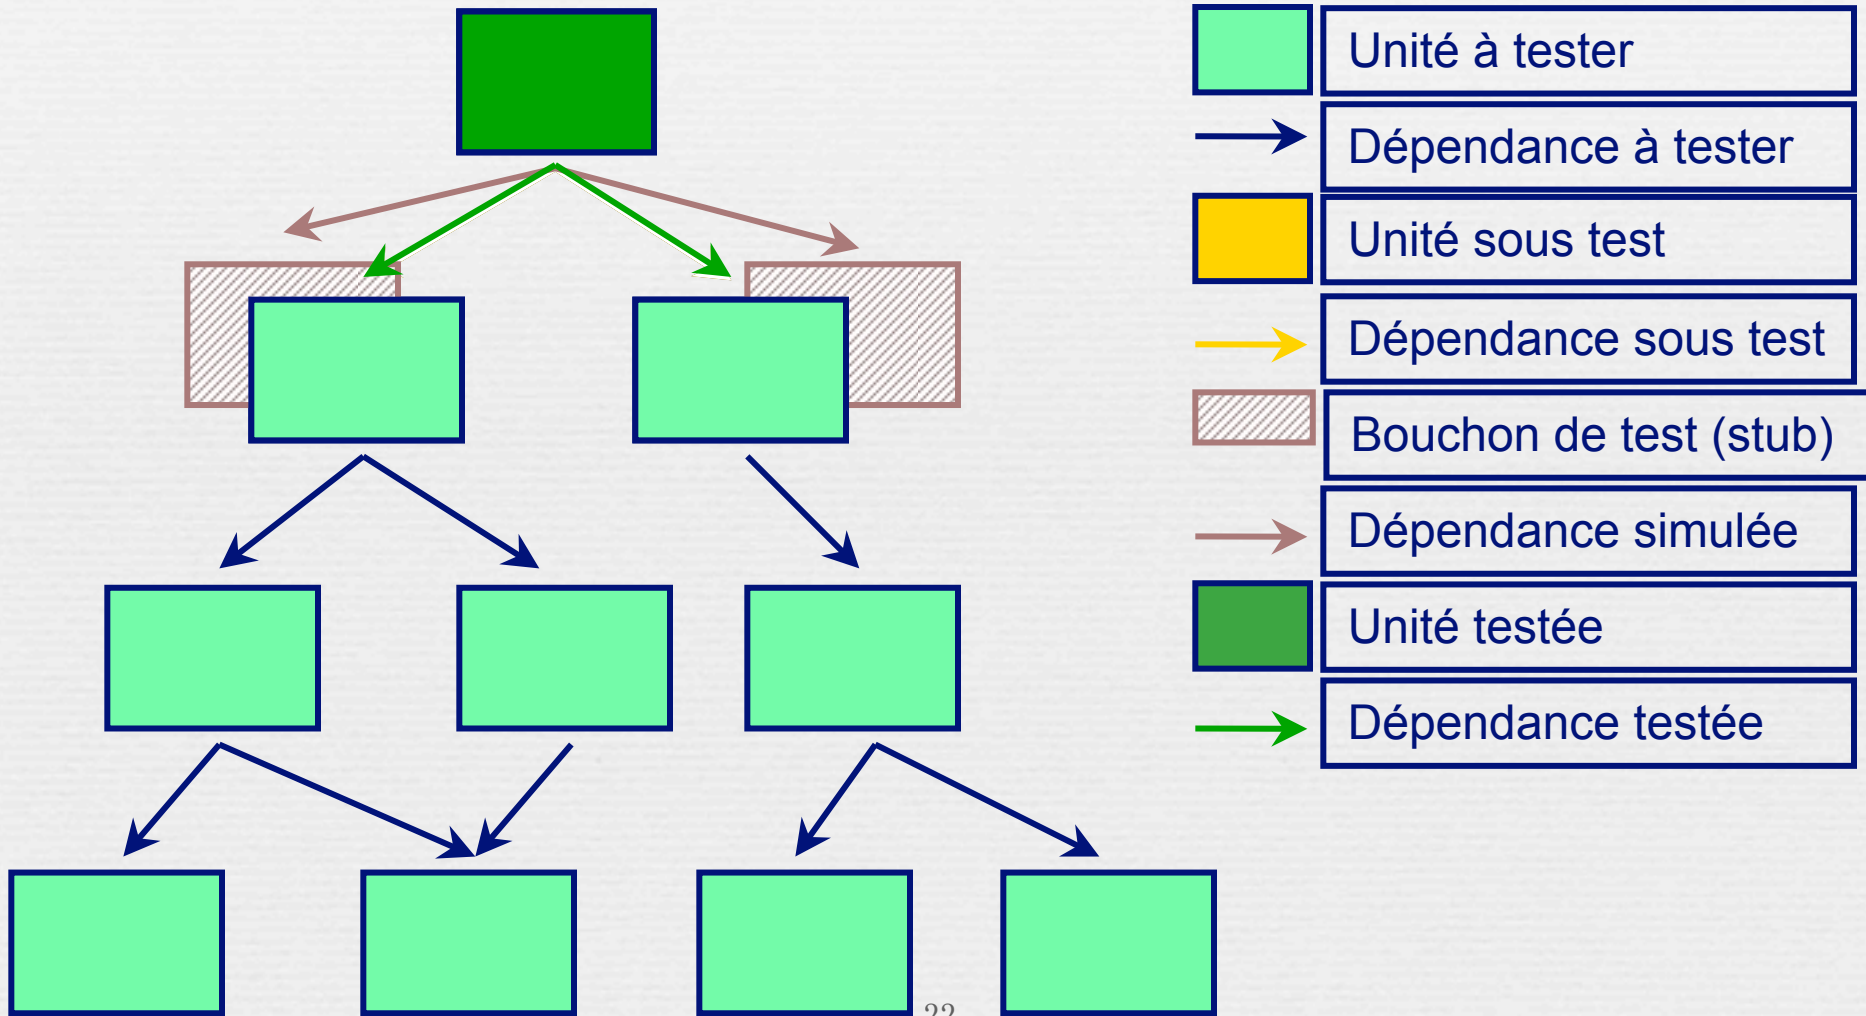 Unité à tester
Dépendance à tester
Unité sous test
Dépendance sous test
Bouchon de test (stub)
Dépendance simulée
Unité testée
Dépendance testée
22